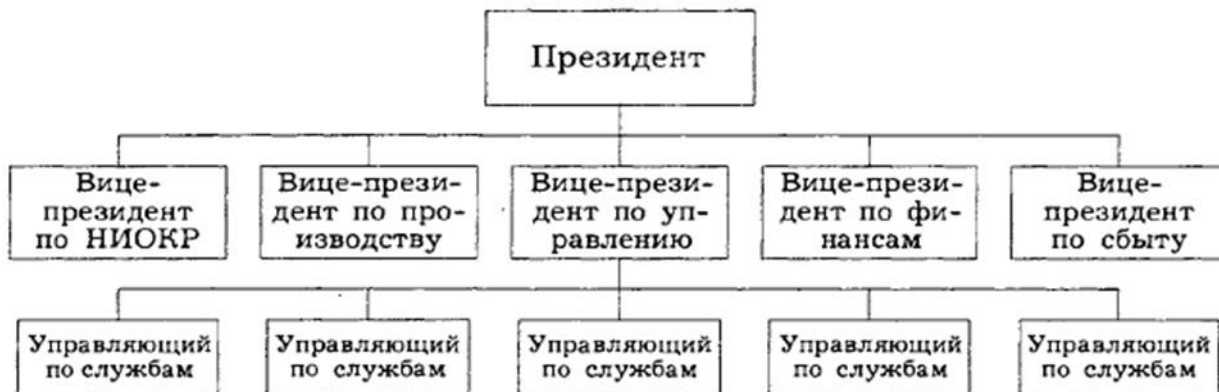 Президент
Вице-
президент
по НИОКР
Вице-прези-
дент по про-
изводству
Вице-прези-
дент по уп-
равлению
Вице-прези-
дент по фи-
нансам
Вице-
президент
по сбыту
Управляющий
по службам
Управляющий
по службам
Управляющий
по службам
Управляющий
по службам
Управляющий
по службам